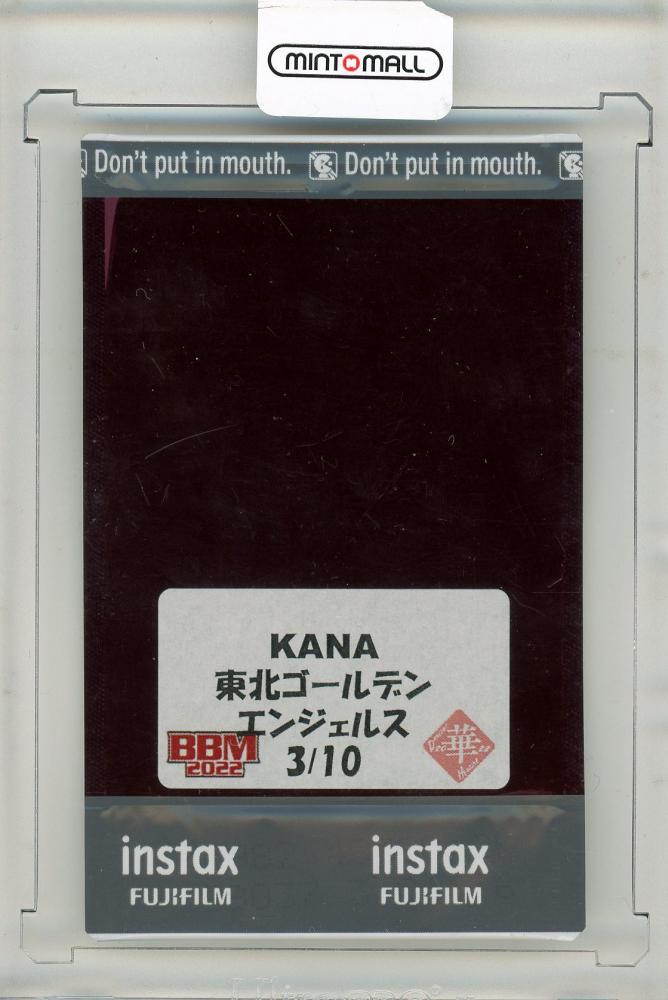 MINTOMALL
Don't put in mouth. Don't put in mouth.
KANA
東北ゴールデン
エンジェルス
BBM
2022
3/10
華
instax instax
FUJIFILM FUJIFILM